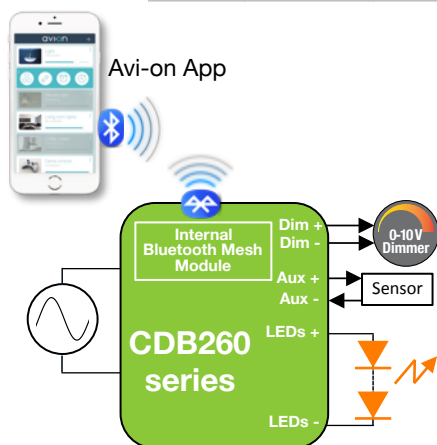 avi-on
Avi-on App
Internal
Bluetooth Mesh
Module
Dim +
Dim -
0-10V
Dimmer
Aux +
Aux -
Sensor
LEDs +
CDB260
series
LEDs -